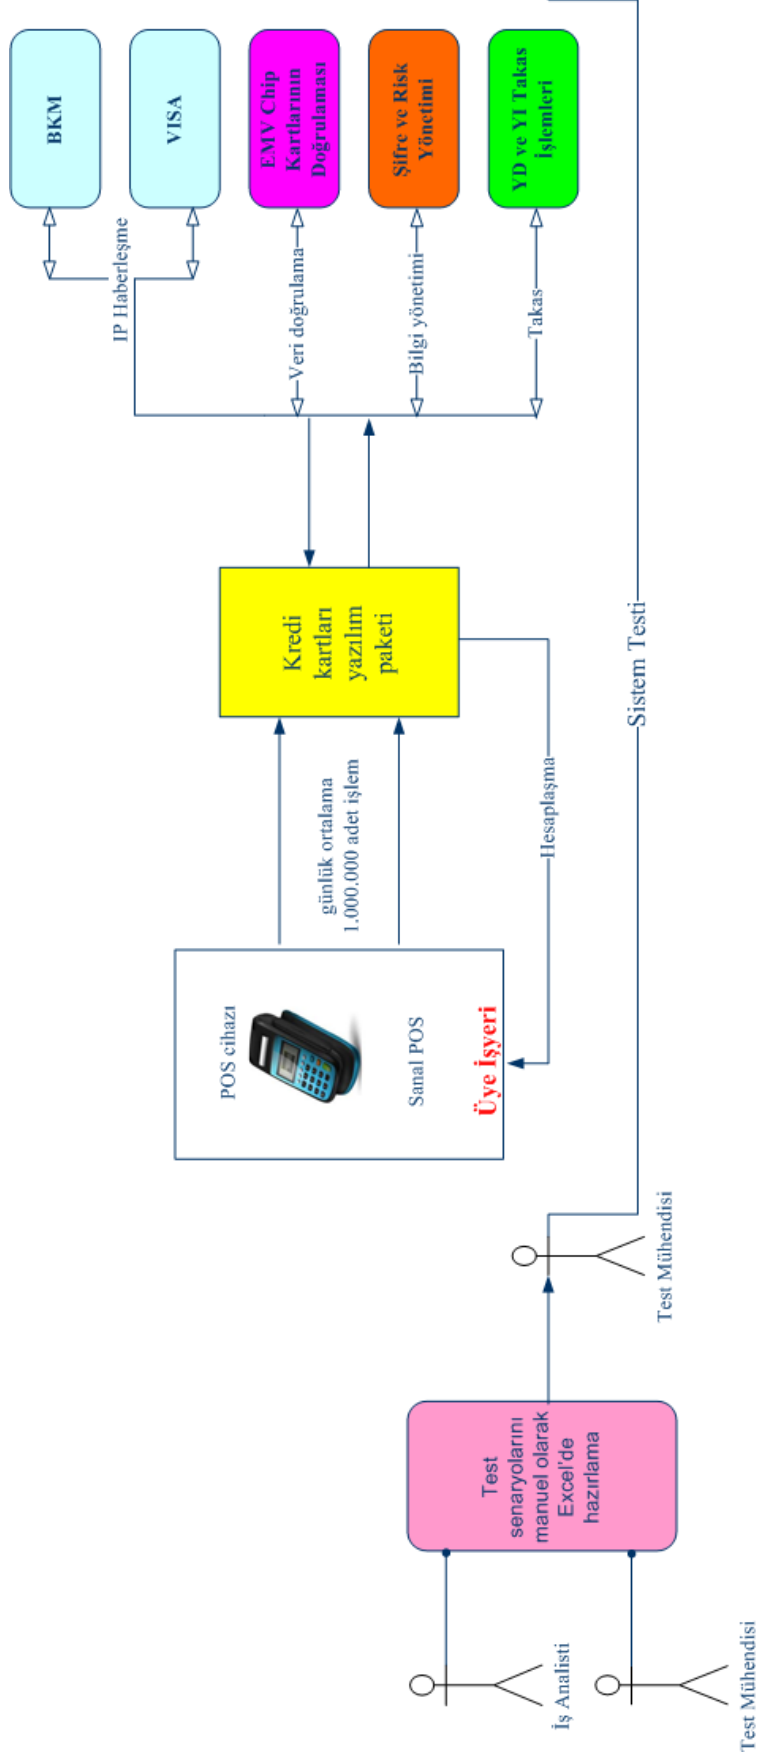 İş Analisti
Test Mühendisi
Test
senaryolarını
manuel olarak
Excel'de
hazırlama
Test Mühendisi
POS cihazı
Sanal POS
Üye İşyeri
günlük ortalama
1.000.000 adet işlem
Kredi
kartları
yazılım
paketi
Hesaplaşma
Sistem Testi
IP Haberleşme
Veri doğrulama
Bilgi yönetimi
Takas
BKM
VISA
EMV Chip
Kartlarının
Doğrulaması
Şifre ve Risk
Yönetimi
YD ve YI Takas
işlemleri